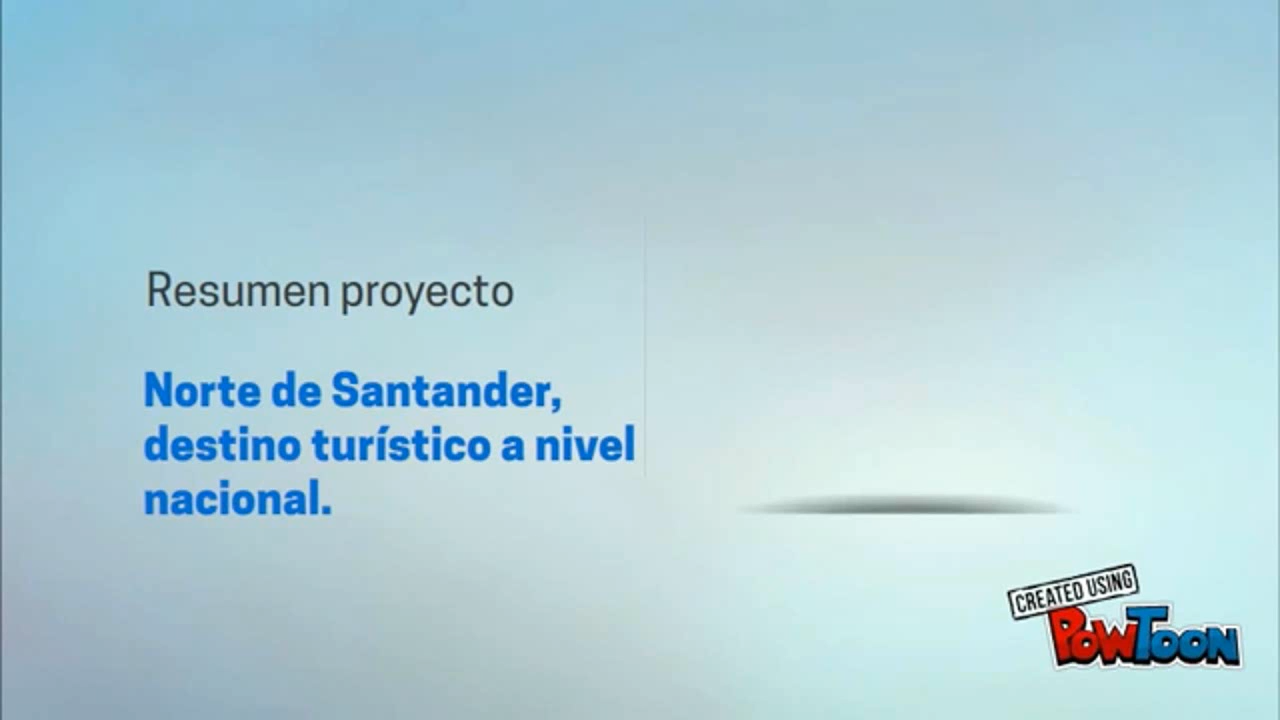 Resumen proyecto
Norte de Santander,
destino turístico a nivel
nacional.
CREATED USING
POWTOON